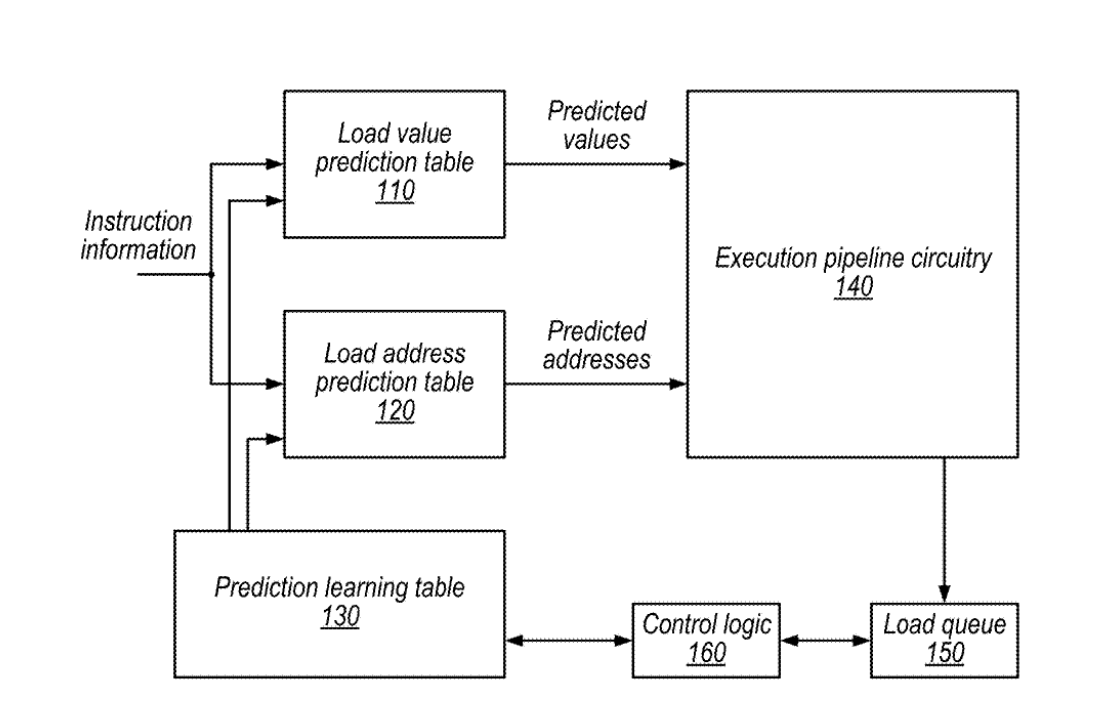 Load value
prediction table
110
Predicted
values
Instruction
information
Execution pipeline circuitry
140
Load address
prediction table
120
Predicted
addresses
Prediction learning table
130
Control logic
160
Load queue
150